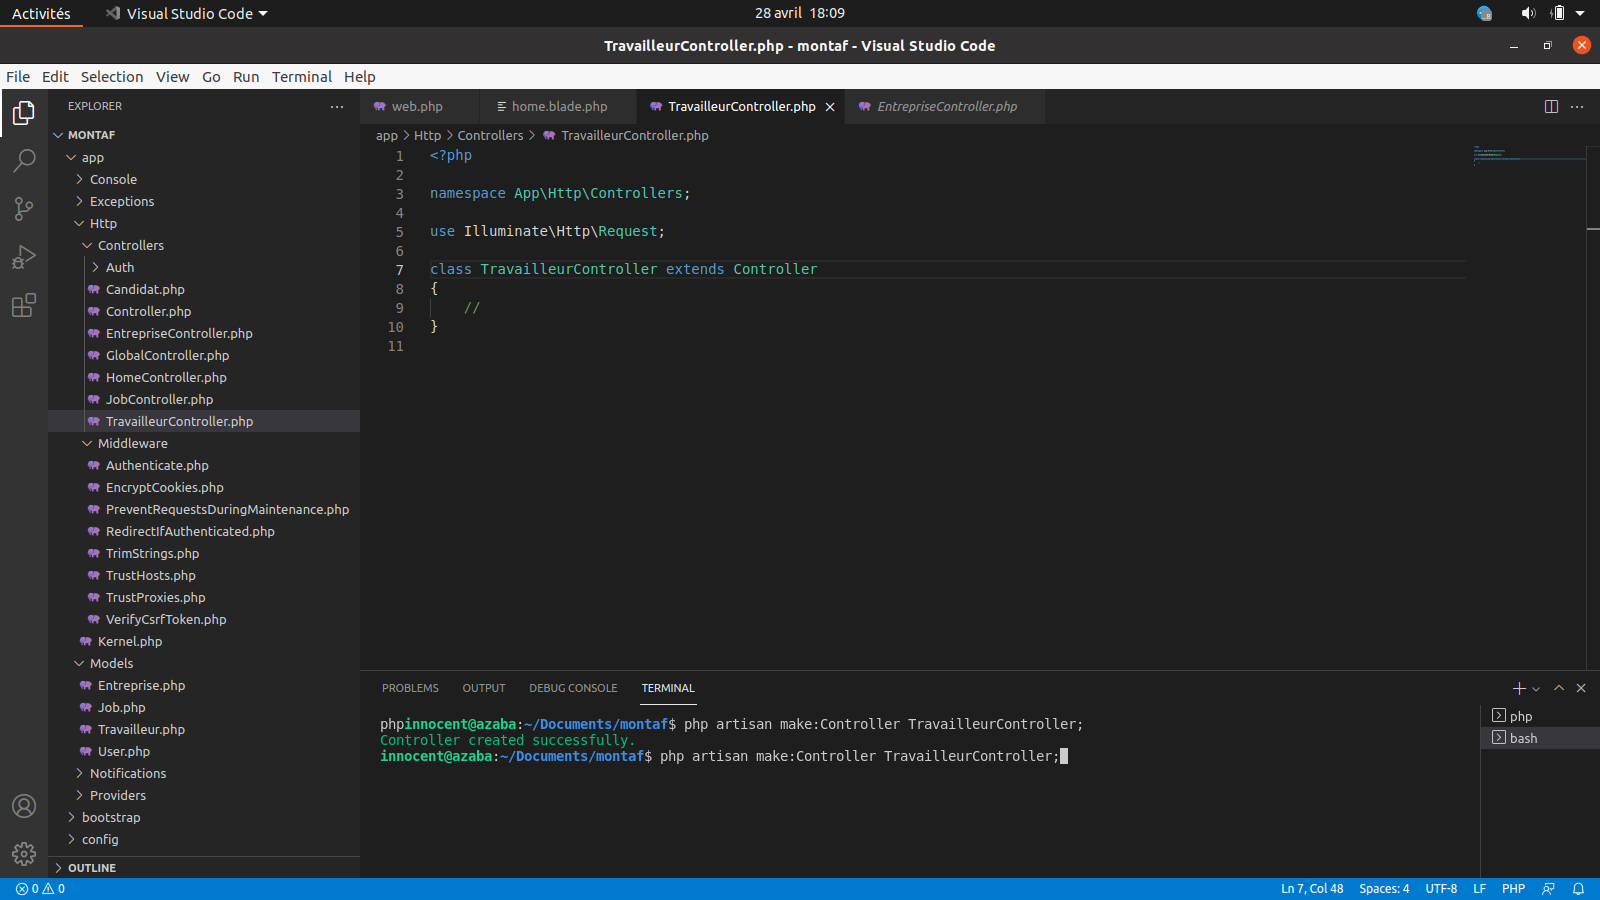 Activités
Visual Studio Code
28 avril 18:09
TravailleurController.php - montaf - Visual Studio Code
File Edit Selection View Go Run Terminal Help
EXPLORER
MONTAF
app
Console
Exceptions
Http
Controllers
Auth
Candidat.php
Controller.php
EntrepriseController.php
GlobalController.php
HomeController.php
JobController.php
TravailleurController.php
Middleware
Authenticate.php
EncryptCookies.php
PreventRequestsDuringMaintenance.php
RedirectIfAuthenticated.php
TrimStrings.php
TrustHosts.php
TrustProxies.php
VerifyCsrfToken.php
Kernel.php
Models
Entreprise.php
Job.php
Travailleur.php
User.php
Notifications
Providers
bootstrap
config
OUTLINE
web.php home.blade.php TravailleurController.php EntrepriseController.php
app > Http > Controllers > TravailleurController.php
1 <?php
2
3 namespace App\Http\Controllers;
4
5 use Illuminate\Http\Request;
6
7 class TravailleurController extends Controller
8 {
9 //
10 }
11
PROBLEMS OUTPUT DEBUG CONSOLE TERMINAL
phpinnocent@azaba:~/Documents/montaf$ php artisan make:Controller TravailleurController;
Controller created successfully.
innocent@azaba:~/Documents/montaf$ php artisan make:Controller TravailleurController;
php
bash
0 0
Ln 7, Col 48 Spaces: 4 UTF-8 LF PHP